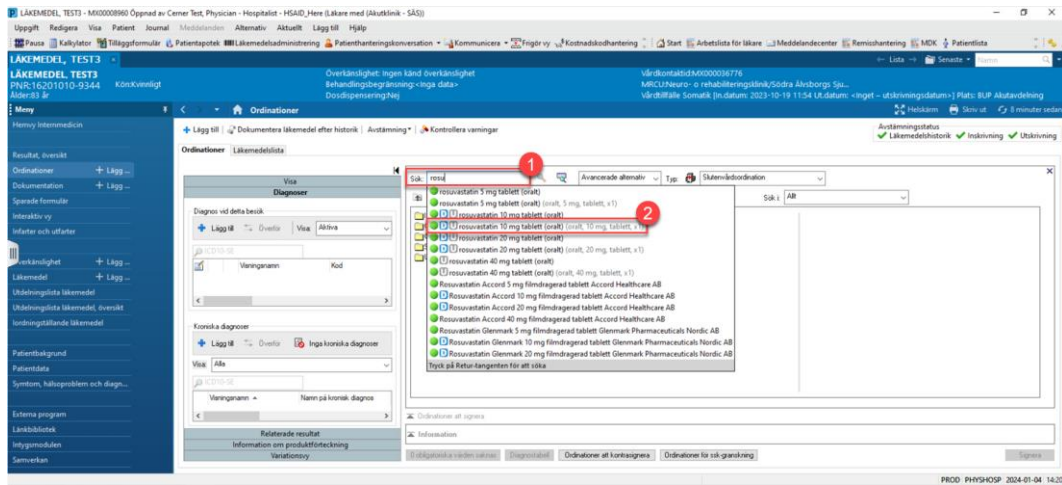 LÄKEMEDEL, TEST3 - MX00008960 Öppnad av Cerner Test, Physician - Hospitalist - HSAID_Here (Läkare med (Akutklinik - SÄS))
Uppgift Redigera Visa Patient Journal Meddelanden Alternativ Aktuellt Lägg till Hjälp
Pausa Kalkylator Tilläggsformulär Patientapotek Läkemedelsadministrering Patienthanteringskonversation Kommunicera Frigör vy Kostnadskodhantering Start Arbetslista för läkare Meddelandecenter Remisshantering MDK Patientlista
LÄKEMEDEL, TEST3 Lista Senaste Namn
LÄKEMEDEL, TEST3 Överkänslighet: Ingen känd överkänslighet Vårdkontaktid:MX000036776
PNR:16201010-9344 Kön:Kvinnligt Behandlingsbegränsning:<Inga data> MRCU:Neuro- o rehabiliteringsklinik/Södra Älvsborgs Sju...
Ålder:83 år Dosdispensering:Nej Vårdtillfälle Somatik [In.datum: 2023-10-19 11:54 Ut.datum: <Inget - utskrivningsdatum>] Plats: BUP Akutavdelning
Meny Ordinationer Helskärm Skriv ut 8 minuter sedan
Hemvy Internmedicin
Lägg till Dokumentera läkemedel efter historik Avstämning Kontrollera varningar
Avstämningsstatus
Läkemedelshistorik Inskrivning Utskrivning
Resultat, översikt
Ordinationer + Lägg ...
Dokumentation + Lägg ...
Sparade formulär
Interaktiv vy
Infarter och utfarter
Överkänslighet + Lägg ...
Läkemedel + Lägg ...
Utdelningslista läkemedel
Utdelningslista läkemedel, översikt
Iordningställande läkemedel
Patientbakgrund
Patientdata
Symtom, hälsoproblem och diagn...
Externa program
Länkbibliotek
Intygsmodulen
Samverkan
Ordinationer Läkemedelslista
Visa
Diagnoser
Diagnos vid detta besök
Lägg till Överför Visa: Aktiva
ICD10-SE
Visningsnamn Kod
Kroniska diagnoser
Lägg till Överför Inga kroniska diagnoser
Visa: Alla
ICD10-SE
Visningsnamn Namn på kronisk diagnos
Relaterade resultat
Information om produktförteckning
Variationsvy
1
Sök: rosu Avancerade alternativ Typ: Slutenvårdsordination
Sök i: Allt
rosuvastatin 5 mg tablett (oralt)
rosuvastatin 5 mg tablett (oralt) (oralt, 5 mg, tablett, x1)
2
rosuvastatin 10 mg tablett (oralt)
rosuvastatin 10 mg tablett (oralt) (oralt, 10 mg, tablett, x1)
rosuvastatin 20 mg tablett (oralt)
rosuvastatin 20 mg tablett (oralt) (oralt, 20 mg, tablett, x1)
rosuvastatin 40 mg tablett (oralt)
rosuvastatin 40 mg tablett (oralt) (oralt, 40 mg, tablett, x1)
Rosuvastatin Accord 5 mg filmdragerad tablett Accord Healthcare AB
Rosuvastatin Accord 10 mg filmdragerad tablett Accord Healthcare AB
Rosuvastatin Accord 20 mg filmdragerad tablett Accord Healthcare AB
Rosuvastatin Accord 40 mg filmdragerad tablett Accord Healthcare AB
Rosuvastatin Glenmark 5 mg filmdragerad tablett Glenmark Pharmaceuticals Nordic AB
Rosuvastatin Glenmark 10 mg filmdragerad tablett Glenmark Pharmaceuticals Nordic AB
Rosuvastatin Glenmark 20 mg filmdragerad tablett Glenmark Pharmaceuticals Nordic AB
Tryck på Retur-tangenten för att söka
Ordinationer att signera
Information
0 obligatoriska värden saknas Diagnostabell Ordinationer att kontrasignera Ordinationer för ssk-granskning Signera
PROD PHYSHOSP 2024-01-04 14:33